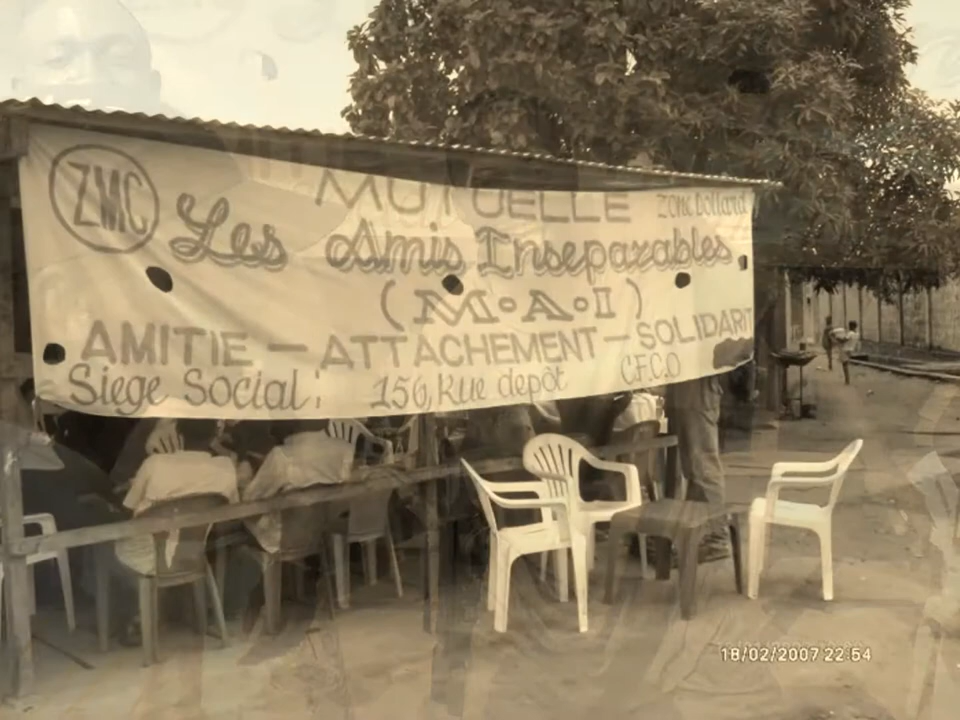 ZMC
MUTUELLE Zone Dollard
Les Amis Inseparables
(M.A.I)
AMITIE - ATTACHEMENT - SOLIDARIT
Siege Social: 156, Rue depôt C.F.C.O
18/02/2007 22:54